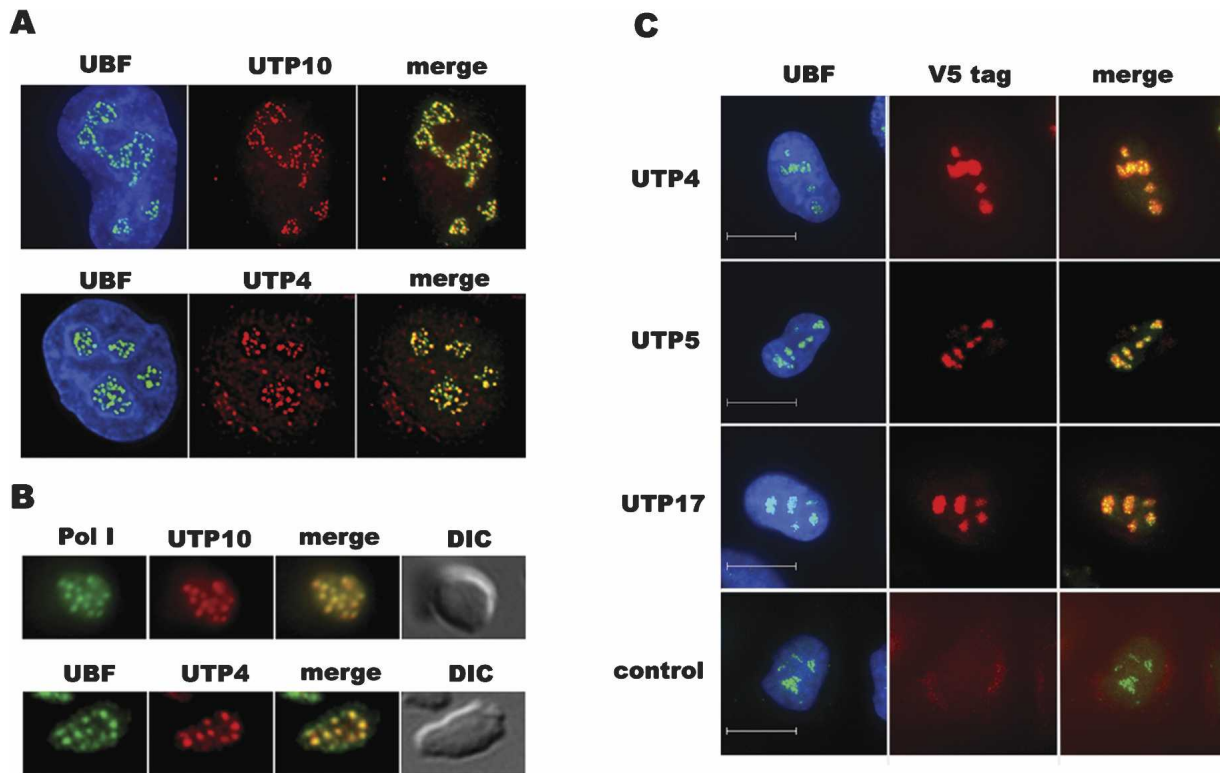 A
UBF UTP10 merge
UBF UTP4 merge
B
Pol I UTP10 merge DIC
UBF UTP4 merge DIC
C
UBF V5 tag merge
UTP4
UTP5
UTP17
control